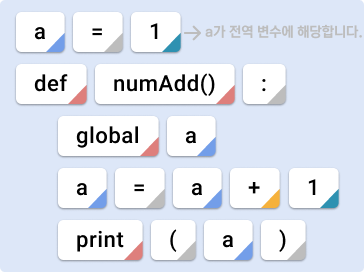 a = 1 → a가 전역 변수에 해당합니다.
def numAdd() :
global a
a = a + 1
print ( a )